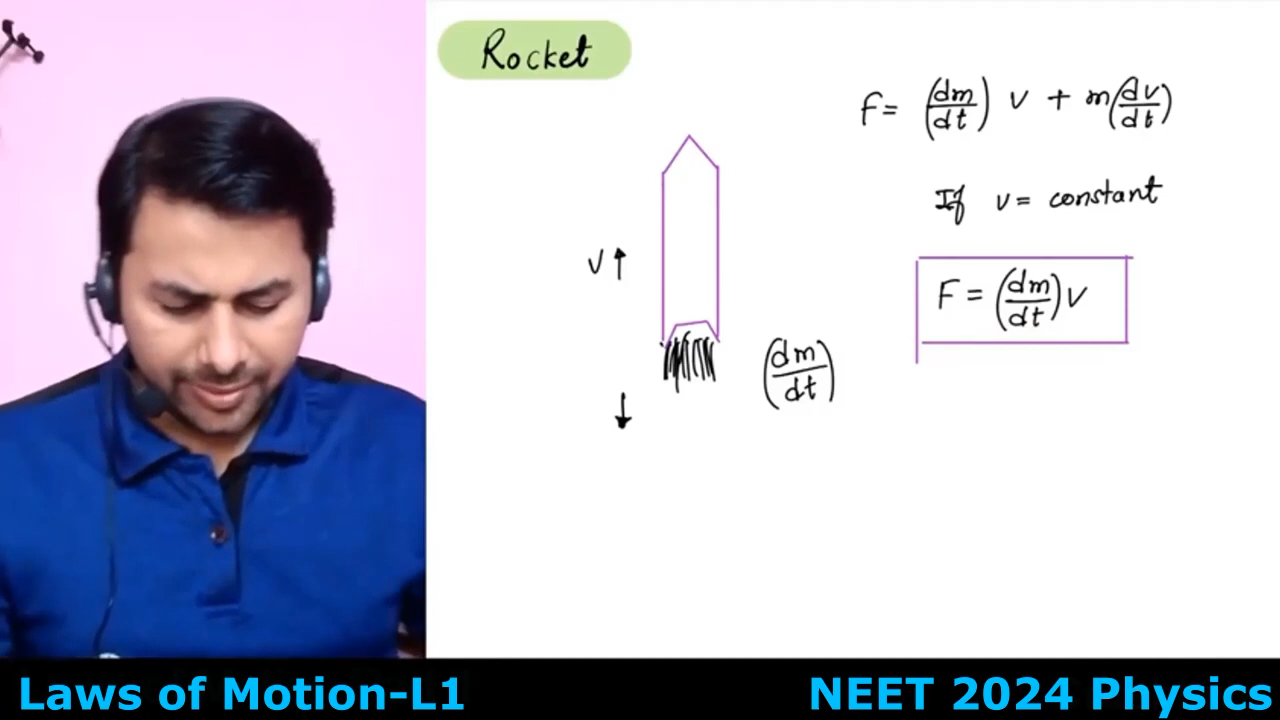 Rocket
F = (dm/dt) v + m(dv/dt)
If v = constant
v↑
F = (dm/dt) v
(dm/dt)
↓
Laws of Motion-L1
NEET 2024 Physics